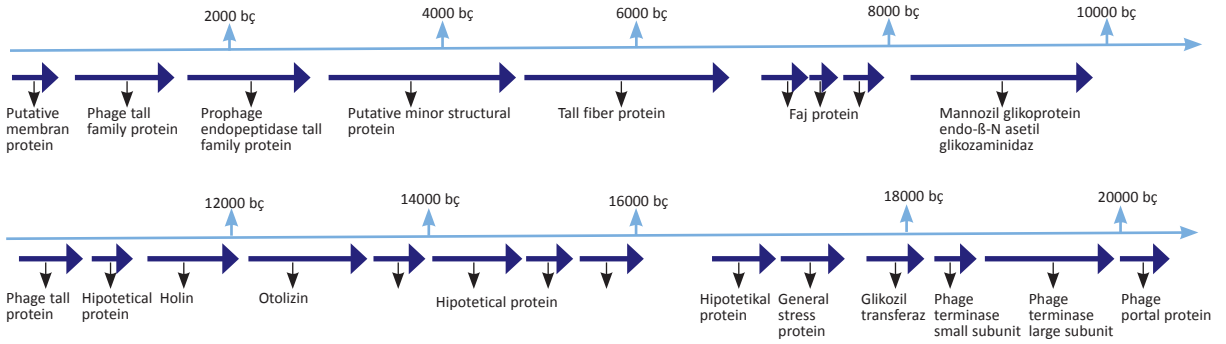 2000 bç
4000 bç
6000 bç
8000 bç
10000 bç
Putative
membran
protein
Phage tall
family protein
Prophage
endopeptidase tall
family protein
Putative minor structural
protein
Tall fiber protein
Faj protein
Mannozil glikoprotein
endo-ß-N asetil
glikozaminidaz
12000 bç
14000 bç
16000 bç
18000 bç
20000 bç
Phage tall
protein
Hipotetical
protein
Holin
Otolizin
Hipotetical protein
Hipotetikal
protein
General
stress
protein
Glikozil
transferaz
Phage
terminase
small subunit
Phage
terminase
large subunit
Phage
portal protein